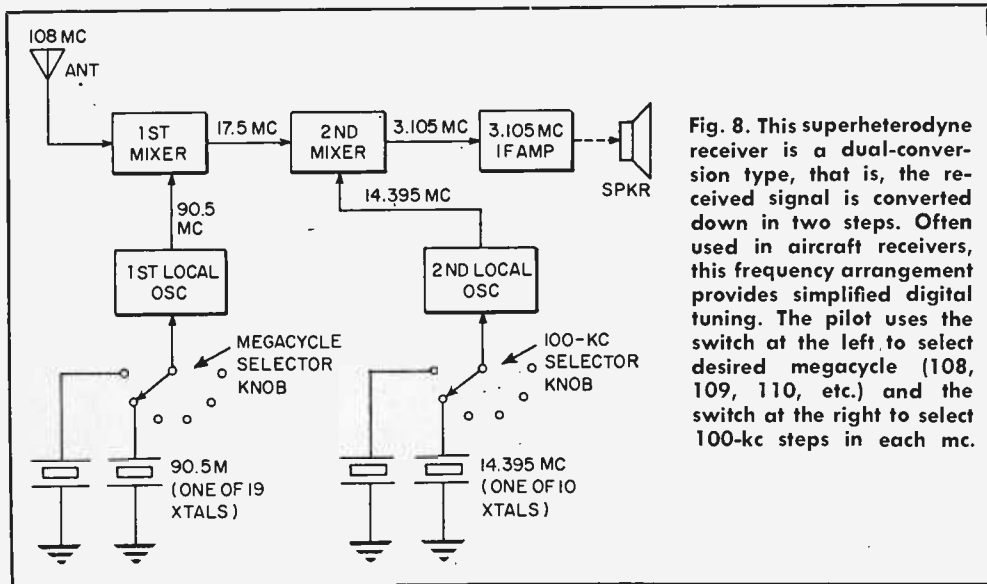 108 MC
ANT
1ST
MIXER
17.5 MC
2ND
MIXER
3.105 MC
3.105 MC
IF AMP
SPKR
90.5
MC
14.395 MC
1ST LOCAL
OSC
2ND LOCAL
OSC
MEGACYCLE
SELECTOR
KNOB
100-KC
SELECTOR
KNOB
90.5M
(ONE OF 19
XTALS)
14.395 MC
(ONE OF 10
XTALS)
Fig. 8. This superheterodyne
receiver is a dual-conver-
sion type, that is, the re-
ceived signal is converted
down in two steps. Often
used in aircraft receivers,
this frequency arrangement
provides simplified digital
tuning. The pilot uses the
switch at the left to select
desired megacycle (108,
109, 110, etc.) and the
switch at the right to select
100-kc steps in each mc.